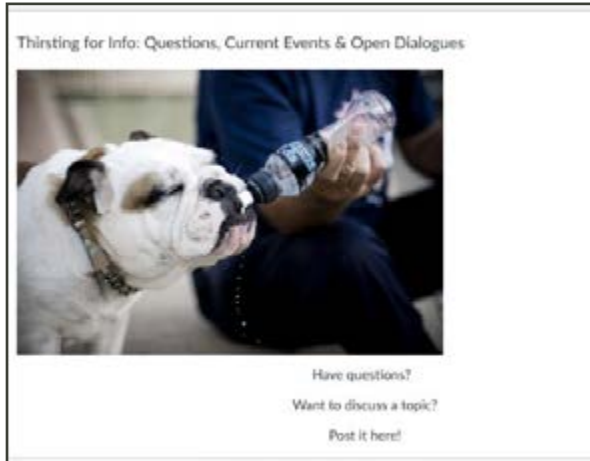 Thirsting for Info: Questions, Current Events & Open Dialogues
Have questions?
Want to discuss a topic?
Post it here!